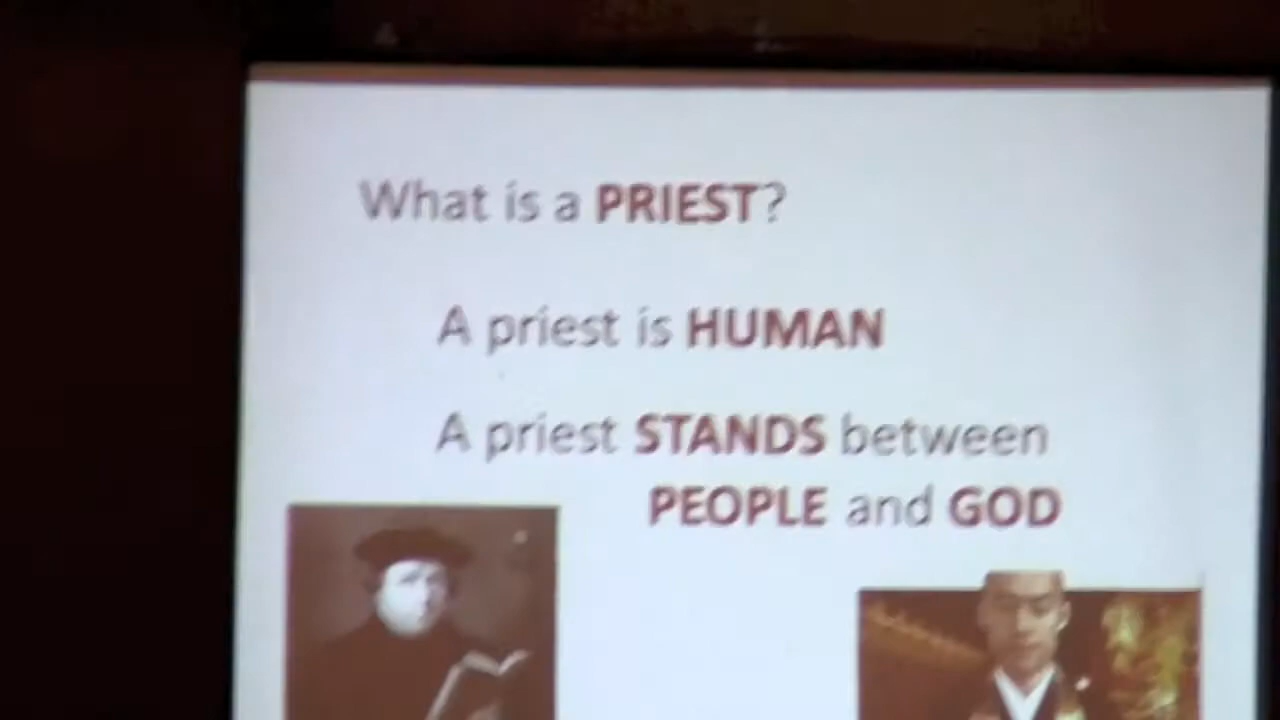 What is a PRIEST?
A priest is HUMAN
A priest STANDS between
PEOPLE and GOD